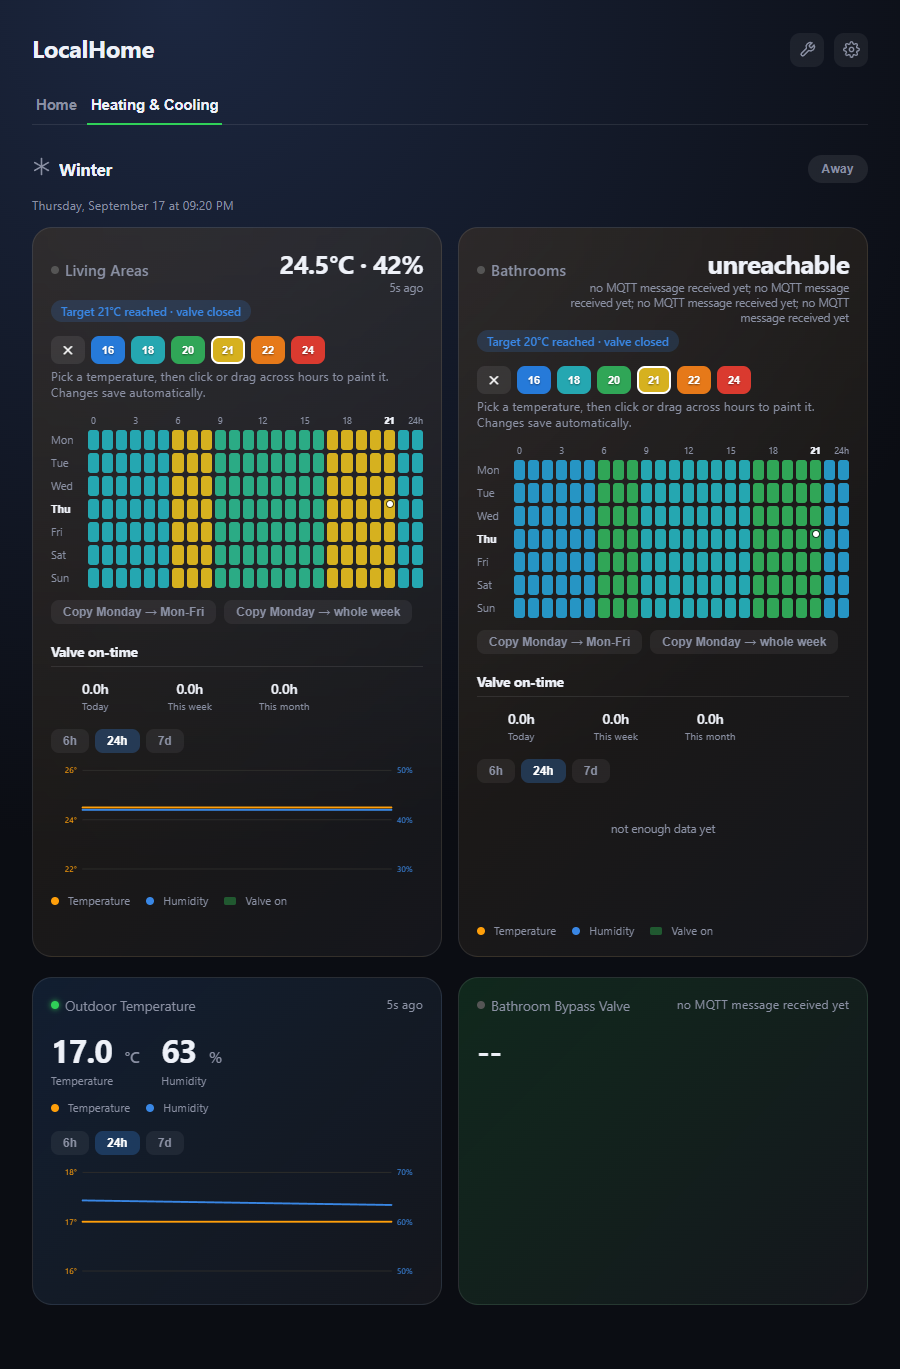 LocalHome
Home Heating & Cooling
Winter
Away
Thursday, September 17 at 09:20 PM
Living Areas
24.5°C · 42%
5s ago
Target 21°C reached · valve closed
✕ 16 18 20 21 22 24
Pick a temperature, then click or drag across hours to paint it.
Changes save automatically.
0 3 6 9 12 15 18 21 24h
Mon
Tue
Wed
Thu
Fri
Sat
Sun
Copy Monday → Mon-Fri Copy Monday → whole week
Valve on-time
0.0h 0.0h 0.0h
Today This week This month
6h 24h 7d
26° 50%
24° 40%
22° 30%
Temperature Humidity Valve on
Bathrooms
unreachable
no MQTT message received yet; no MQTT message
received yet; no MQTT message received yet; no MQTT
message received yet
Target 20°C reached · valve closed
✕ 16 18 20 21 22 24
Pick a temperature, then click or drag across hours to paint it.
Changes save automatically.
0 3 6 9 12 15 18 21 24h
Mon
Tue
Wed
Thu
Fri
Sat
Sun
Copy Monday → Mon-Fri Copy Monday → whole week
Valve on-time
0.0h 0.0h 0.0h
Today This week This month
6h 24h 7d
not enough data yet
Temperature Humidity Valve on
Outdoor Temperature
5s ago
17.0 °C 63 %
Temperature Humidity
Temperature Humidity
6h 24h 7d
18° 70%
17° 60%
16° 50%
Bathroom Bypass Valve
no MQTT message received yet
--